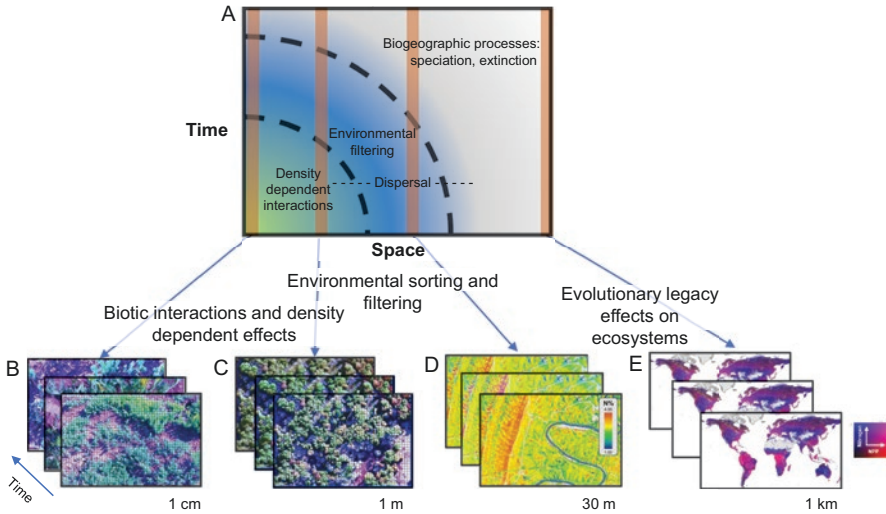 A
Biogeographic processes:
speciation, extinction
Time
Environmental
filtering
Density
dependent
interactions
Dispersal
Space
Environmental sorting and
filtering
Biotic interactions and density
dependent effects
Evolutionary legacy
effects on
ecosystems
B
C
D
E
N%
Time
NPP
1 cm
1 m
30 m
1 km